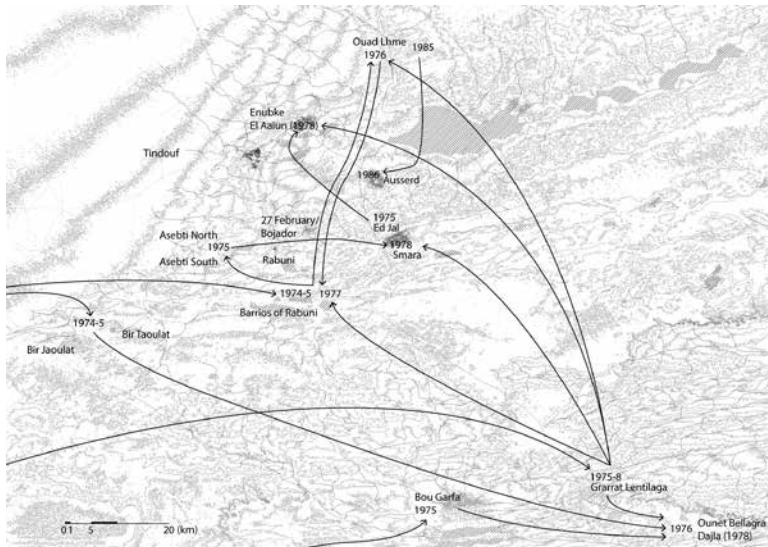 Ouad Lhme
1976
1985
Enubke
El Aaiun (1978)
Tindouf
1986
Ausserd
1975
Ed Jal
27 February/
Bojador
Asebti North
1975
1978
Smara
Asebti South
Rabuni
1974-5
1977
Barrios of Rabuni
1974-5
Bir Taoulat
Bir Jaoulat
1975-8
Grarrat Lentilaga
Bou Garfa
1975
Ounet Bellagra
1976
Dajla (1978)
0 1 5 20 (km)